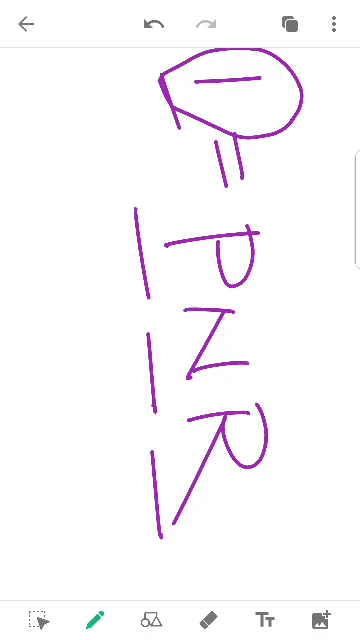 I = PNR